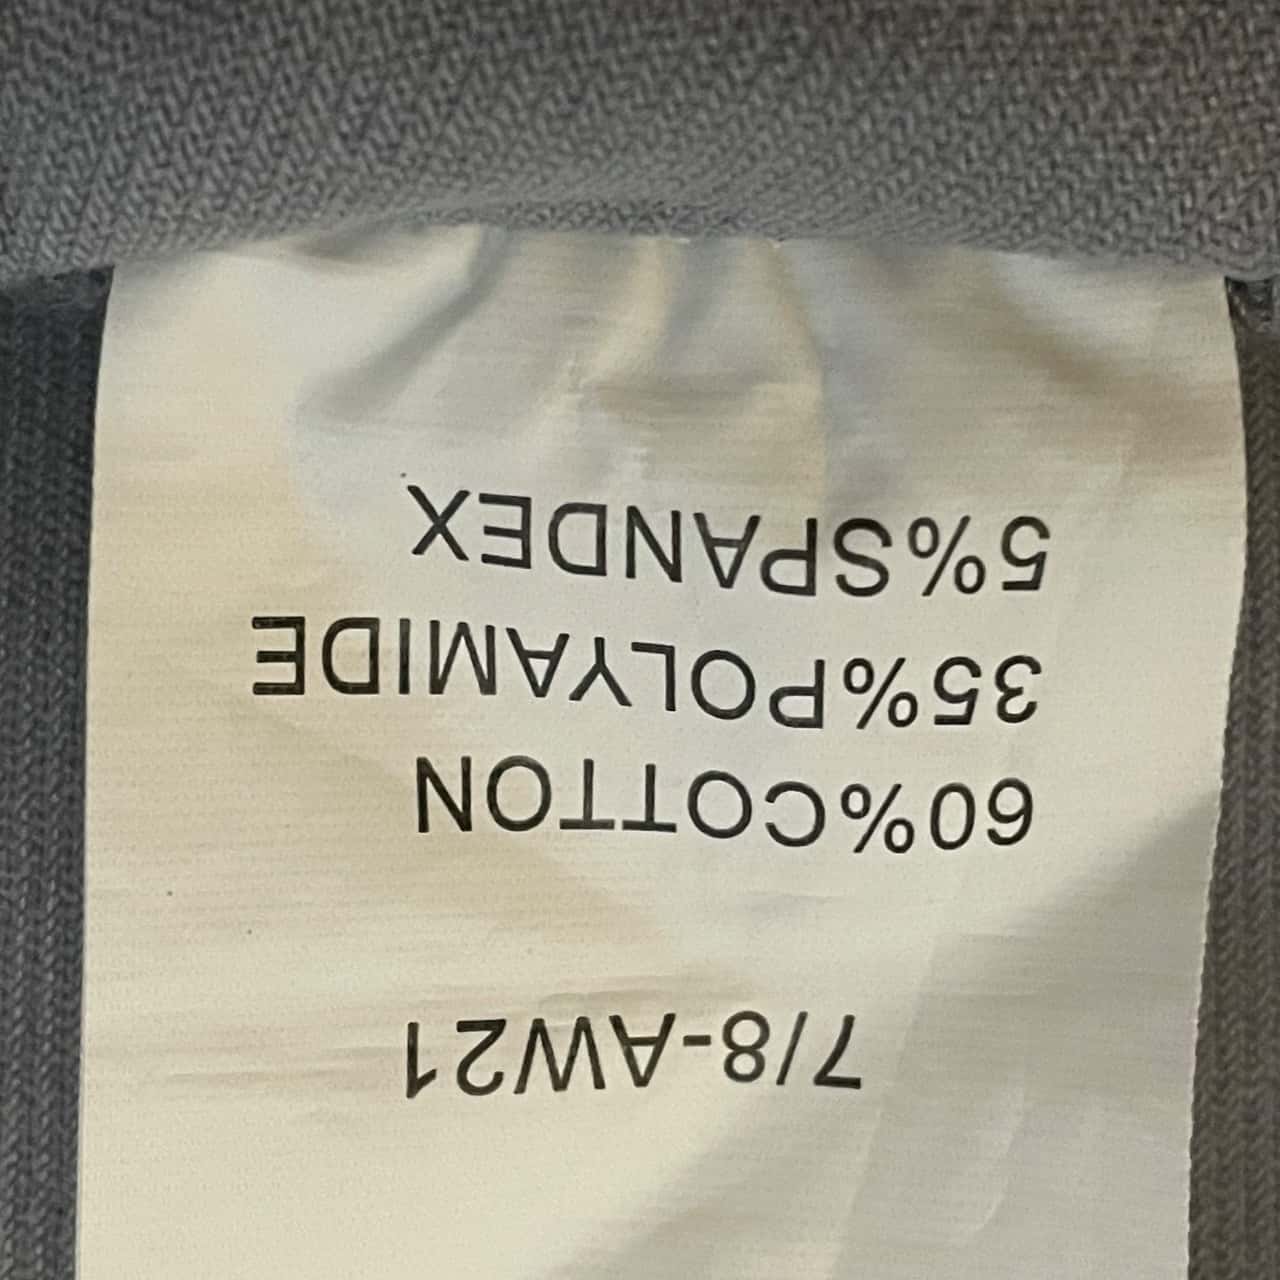 7/8-AW21
60%COTTON
35%POLYAMIDE
5%SPANDEX